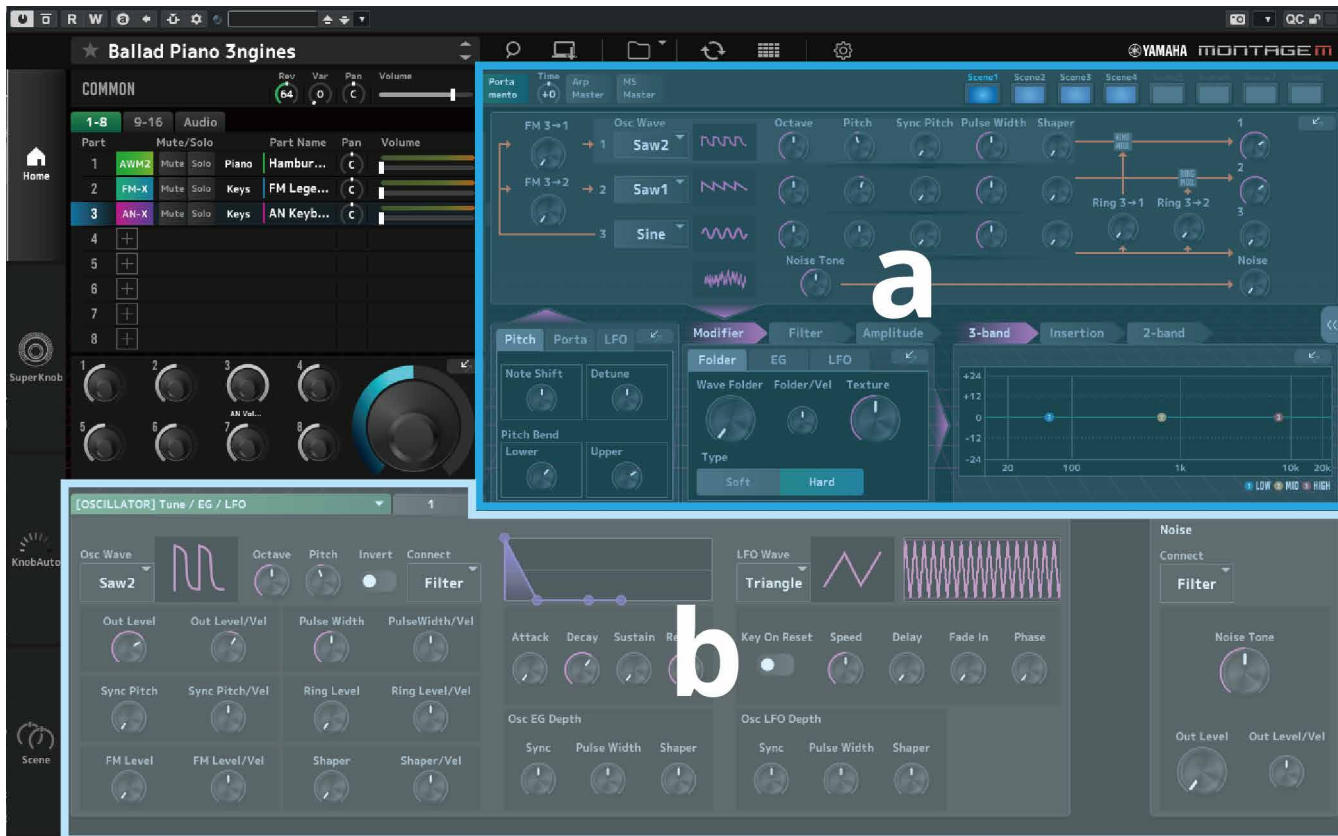 R W a QC
Ballad Piano 3ngines
YAMAHA MONTAGE M
COMMON Rev Var Pan Volume
64 0 C
1-8 9-16 Audio
Part Mute/Solo Part Name Pan Volume
1 AWM2 Mute Solo Piano Hambur... C
2 FM-X Mute Solo Keys FM Lege... C
3 AN-X Mute Solo Keys AN Keyb... C
4
5
6
7
8
Home
SuperKnob
KnobAuto
Scene
1 2 3 4
AN Vol...
5 6 7 8
Porta mento Time +0 Arp Master MS Master Scene1 Scene2 Scene3 Scene4
FM 3→1 Osc Wave Octave Pitch Sync Pitch Pulse Width Shaper 1
1 Saw2 RING MOD.
FM 3→2 2 Saw1 RING MOD. 2
Ring 3→1 Ring 3→2
3 Sine 3
Noise Tone Noise
a
Pitch Porta LFO Modifier Filter Amplitude 3-band Insertion 2-band
Folder EG LFO
Note Shift Detune Wave Folder Folder/Vel Texture
Pitch Bend
Lower Upper Type
Soft Hard
+24
+12
0 1 2 3
-12
-24
20 100 1k 10k 20k
1 LOW 2 MID 3 HIGH
[OSCILLATOR] Tune / EG / LFO 1
Osc Wave Octave Pitch Invert Connect LFO Wave
Saw2 Filter Triangle
Out Level Out Level/Vel Pulse Width PulseWidth/Vel Attack Decay Sustain Key On Reset Speed Delay Fade In Phase
b
Sync Pitch Sync Pitch/Vel Ring Level Ring Level/Vel
Osc EG Depth Osc LFO Depth
Sync Pulse Width Shaper Sync Pulse Width Shaper
FM Level FM Level/Vel Shaper Shaper/Vel
Noise
Connect
Filter
Noise Tone
Out Level Out Level/Vel